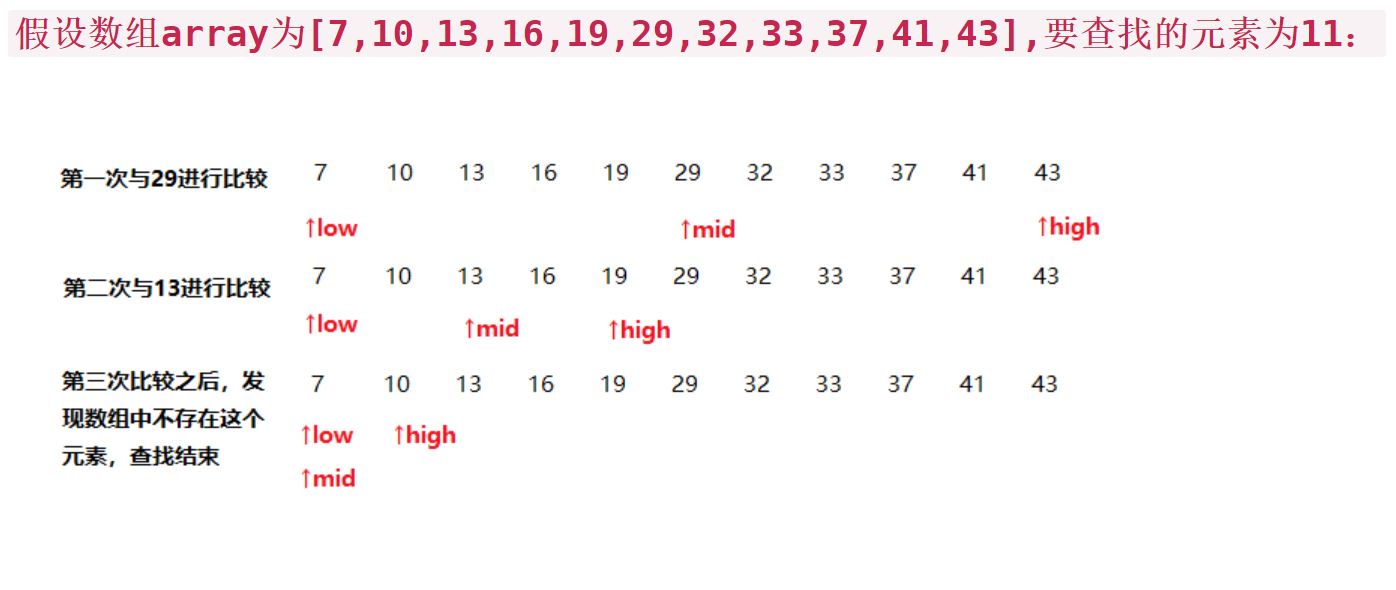 假设数组array为[7,10,13,16,19,29,32,33,37,41,43],要查找的元素为11:
第一次与29进行比较 7 10 13 16 19 29 32 33 37 41 43
↑low ↑mid ↑high
第二次与13进行比较 7 10 13 16 19 29 32 33 37 41 43
↑low ↑mid ↑high
第三次比较之后，发 7 10 13 16 19 29 32 33 37 41 43
现数组中不存在这个 ↑low ↑high
元素，查找结束 ↑mid